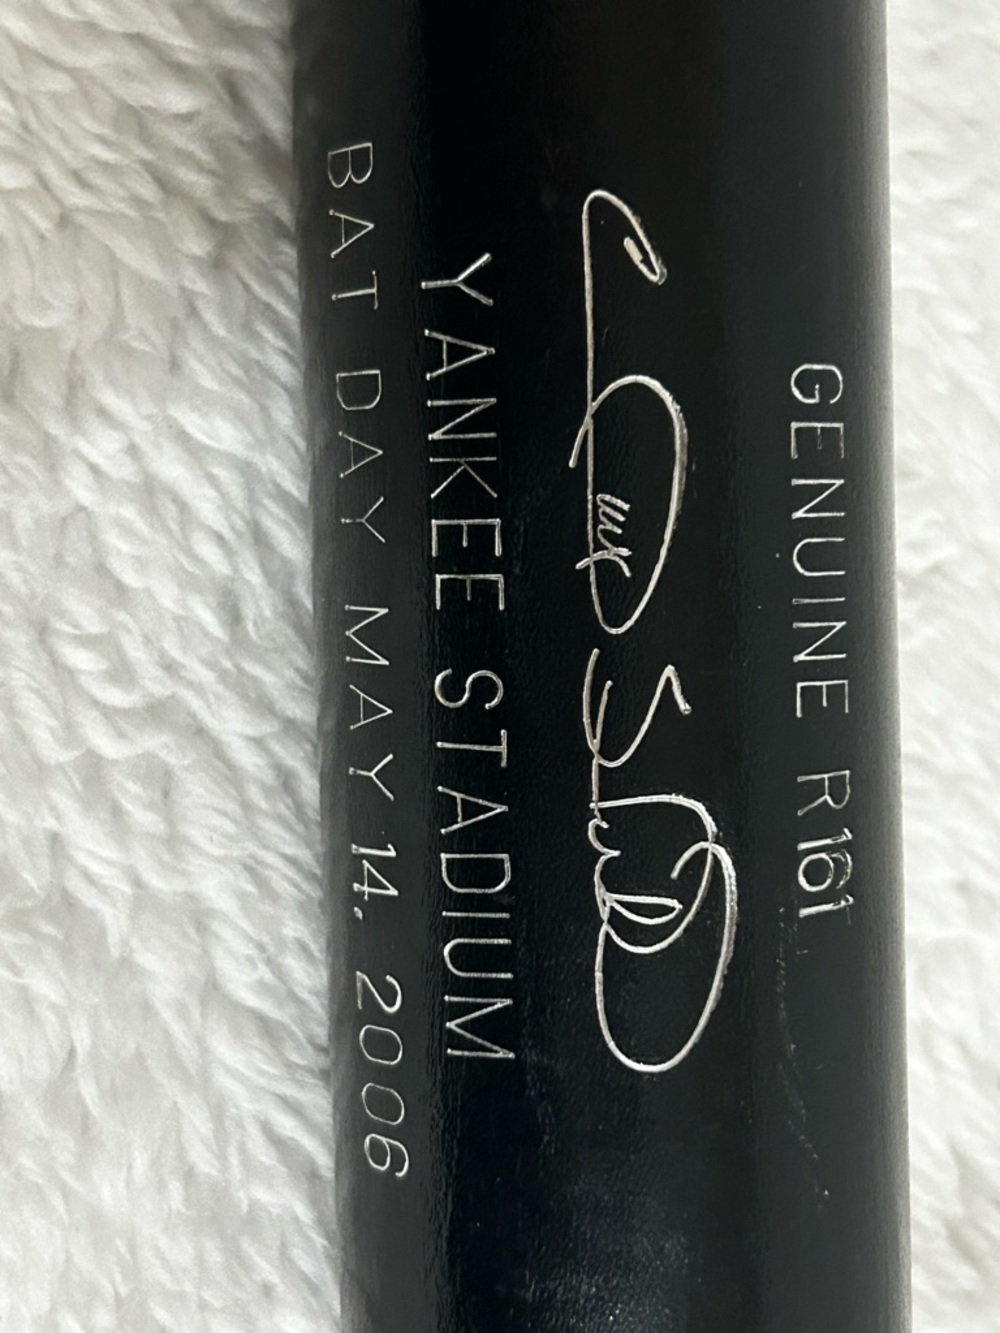 GENUINE R161
YANKEE STADIUM
BAT DAY MAY 14, 2006